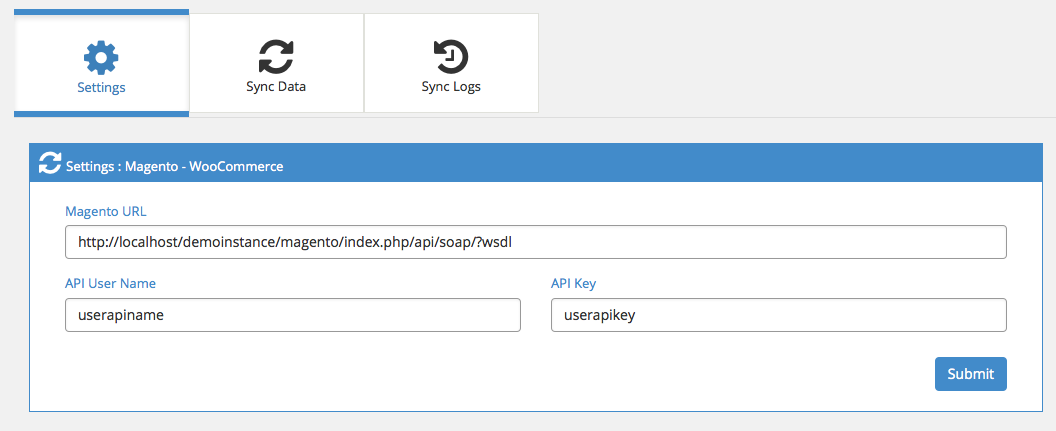 Settings
Sync Data
Sync Logs
Settings : Magento - WooCommerce
Magento URL
http://localhost/demoinstance/magento/index.php/api/soap/?wsdl
API User Name
API Key
userapiname
userapikey
Submit